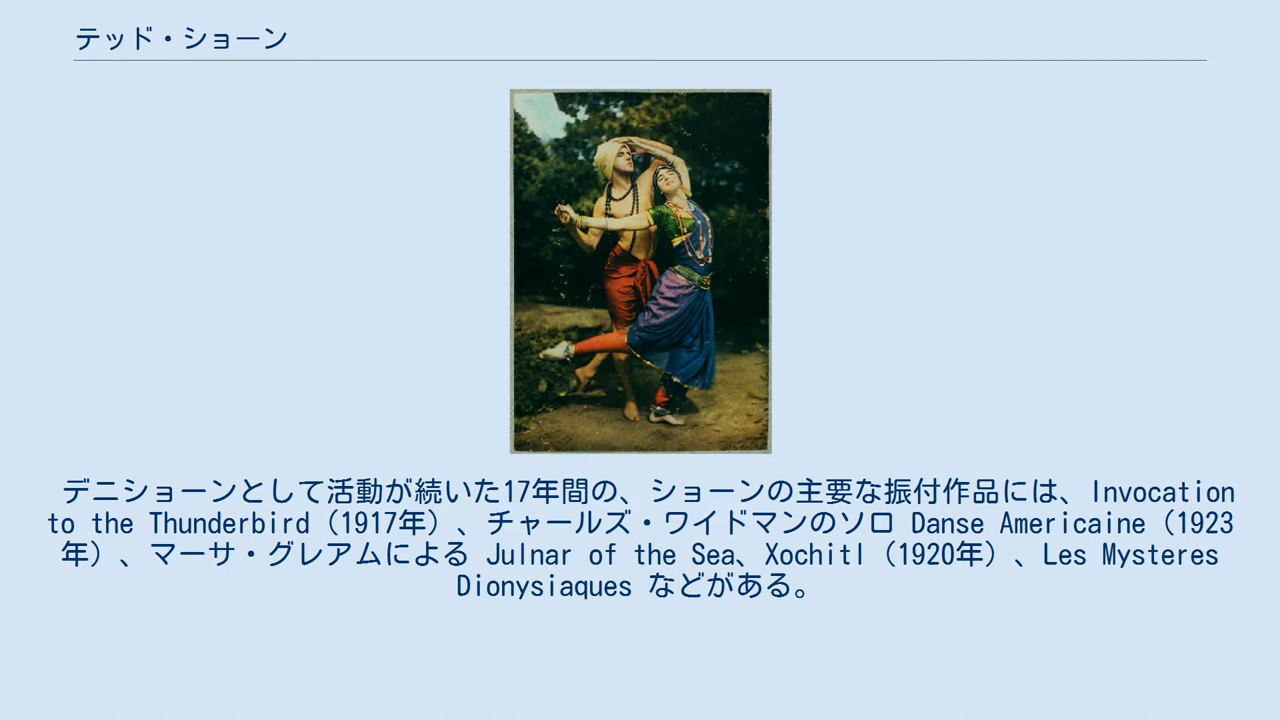 テッド・ショーン
デニショーンとして活動が続いた17年間の、ショーンの主要な振付作品には、Invocation
to the Thunderbird（1917年）、チャールズ・ワイドマンのソロ Danse Americaine（1923
年）、マーサ・グレアムによる Julnar of the Sea、Xochitl（1920年）、Les Mysteres
Dionysiaques などがある。